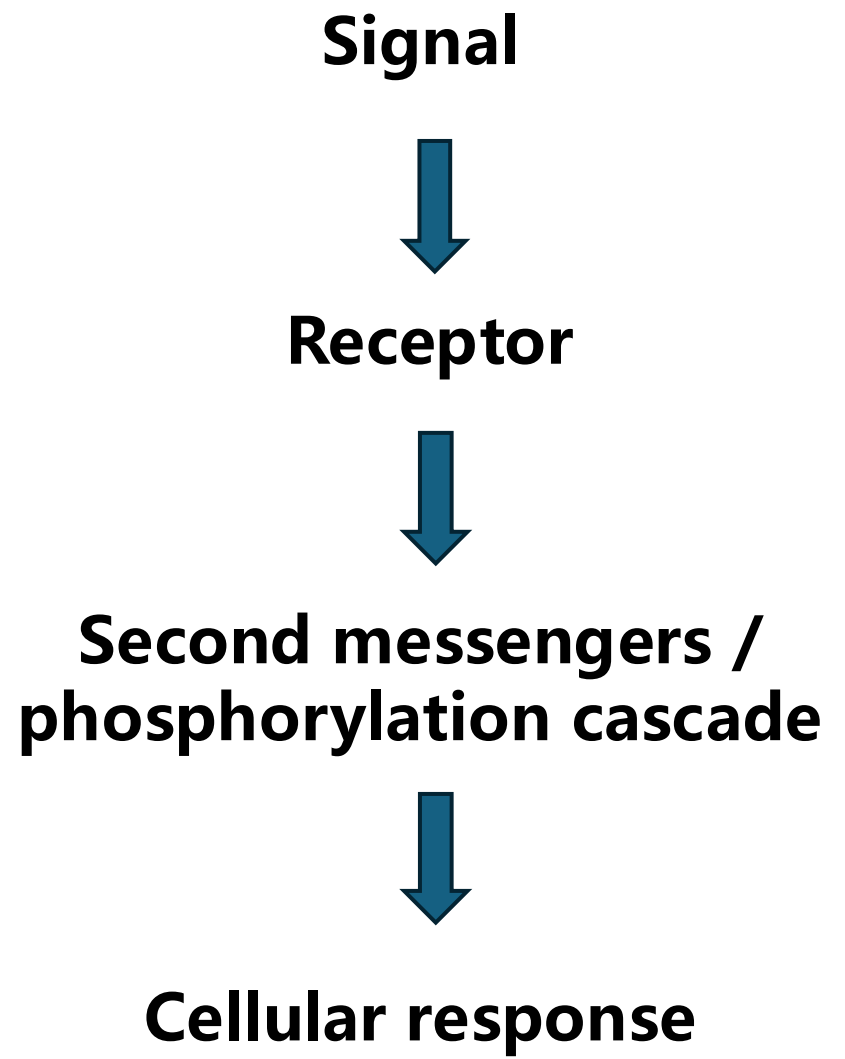 Signal
Receptor
Second messengers /
phosphorylation cascade
Cellular response